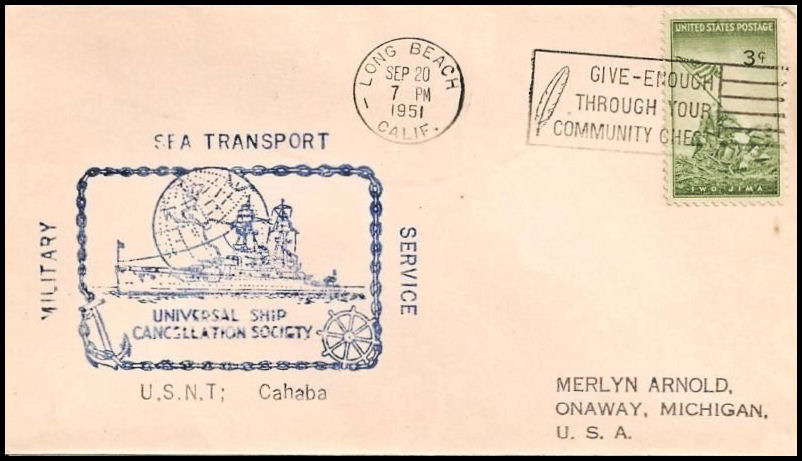 UNITED STATES POSTAGE
3¢
IWO JIMA
LONG BEACH
SEP 20
7 PM
1951
CALIF.
GIVE-ENOUGH
THROUGH YOUR
COMMUNITY CHEST
SEA TRANSPORT
MILITARY
SERVICE
UNIVERSAL SHIP
CANCELLATION SOCIETY
U.S.N.T; Cahaba
MERLYN ARNOLD,
ONAWAY, MICHIGAN,
U. S. A.